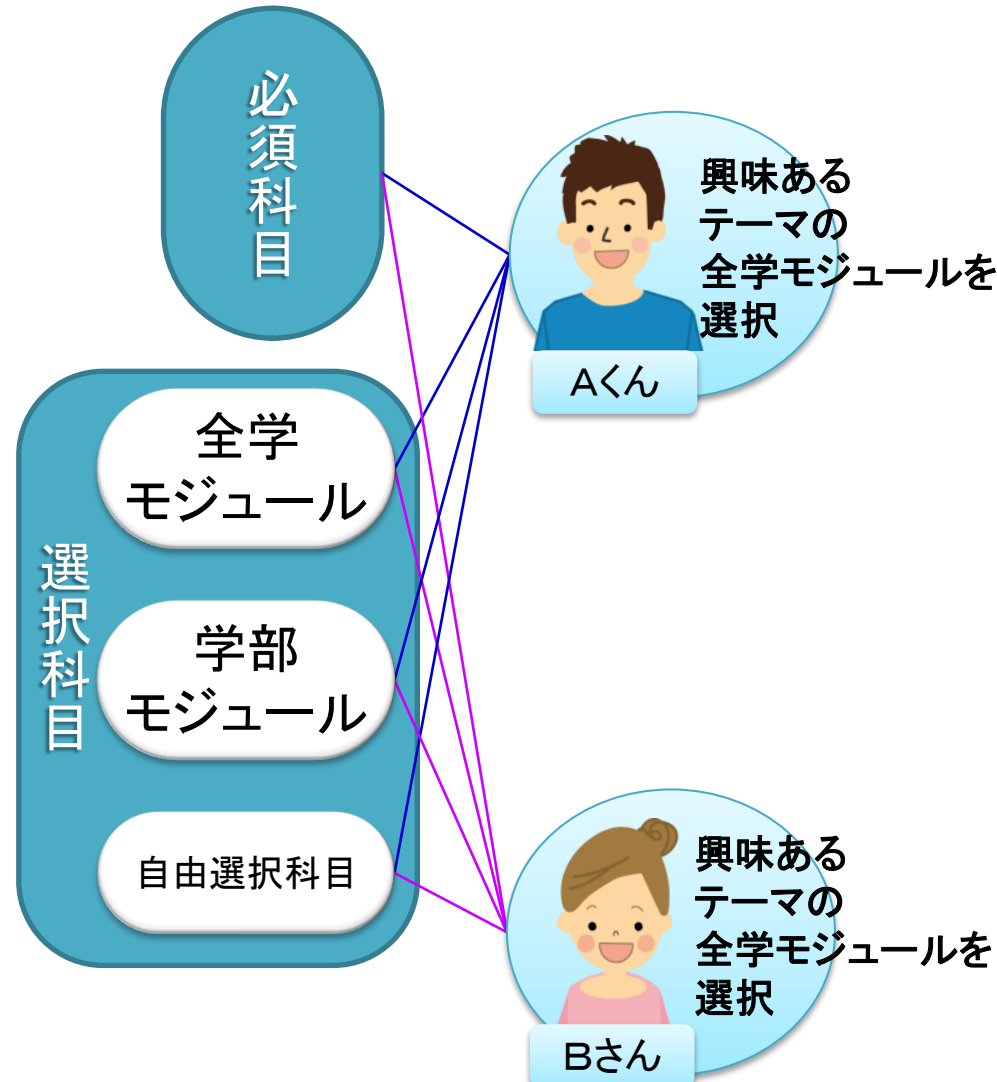 必須科目
興味ある
テーマの
全学モジュールを
選択
Aくん
選択科目
全学
モジュール
学部
モジュール
自由選択科目
興味ある
テーマの
全学モジュールを
選択
Bさん